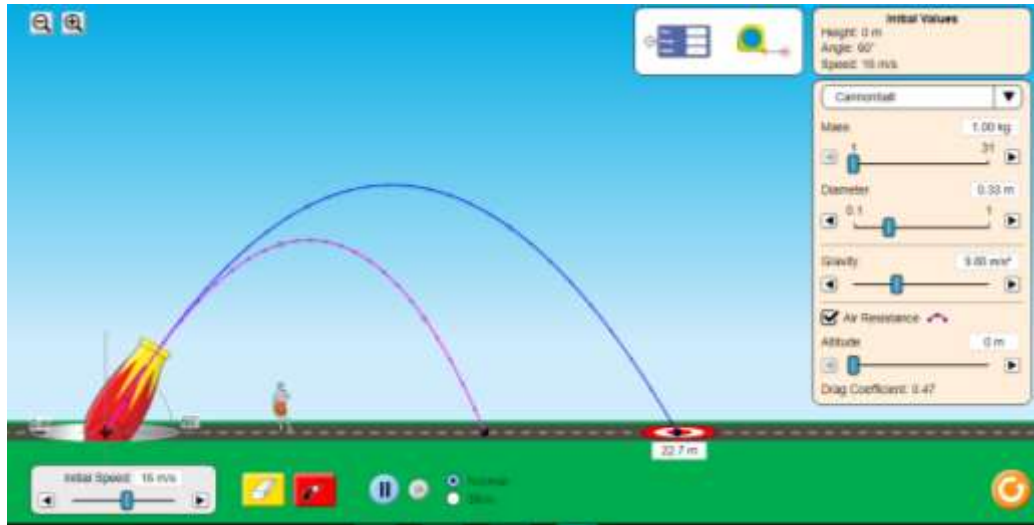 Initial Values
Height: 0 m
Angle: 60°
Speed: 16 m/s
Cannonball
Mass 1.00 kg
1 31
Diameter 0.33 m
0.1 1
Gravity 9.80 m/s²
Air Resistance
Altitude 0 m
Drag Coefficient: 0.47
22.7 m
Initial Speed: 16 m/s
Normal
Slow